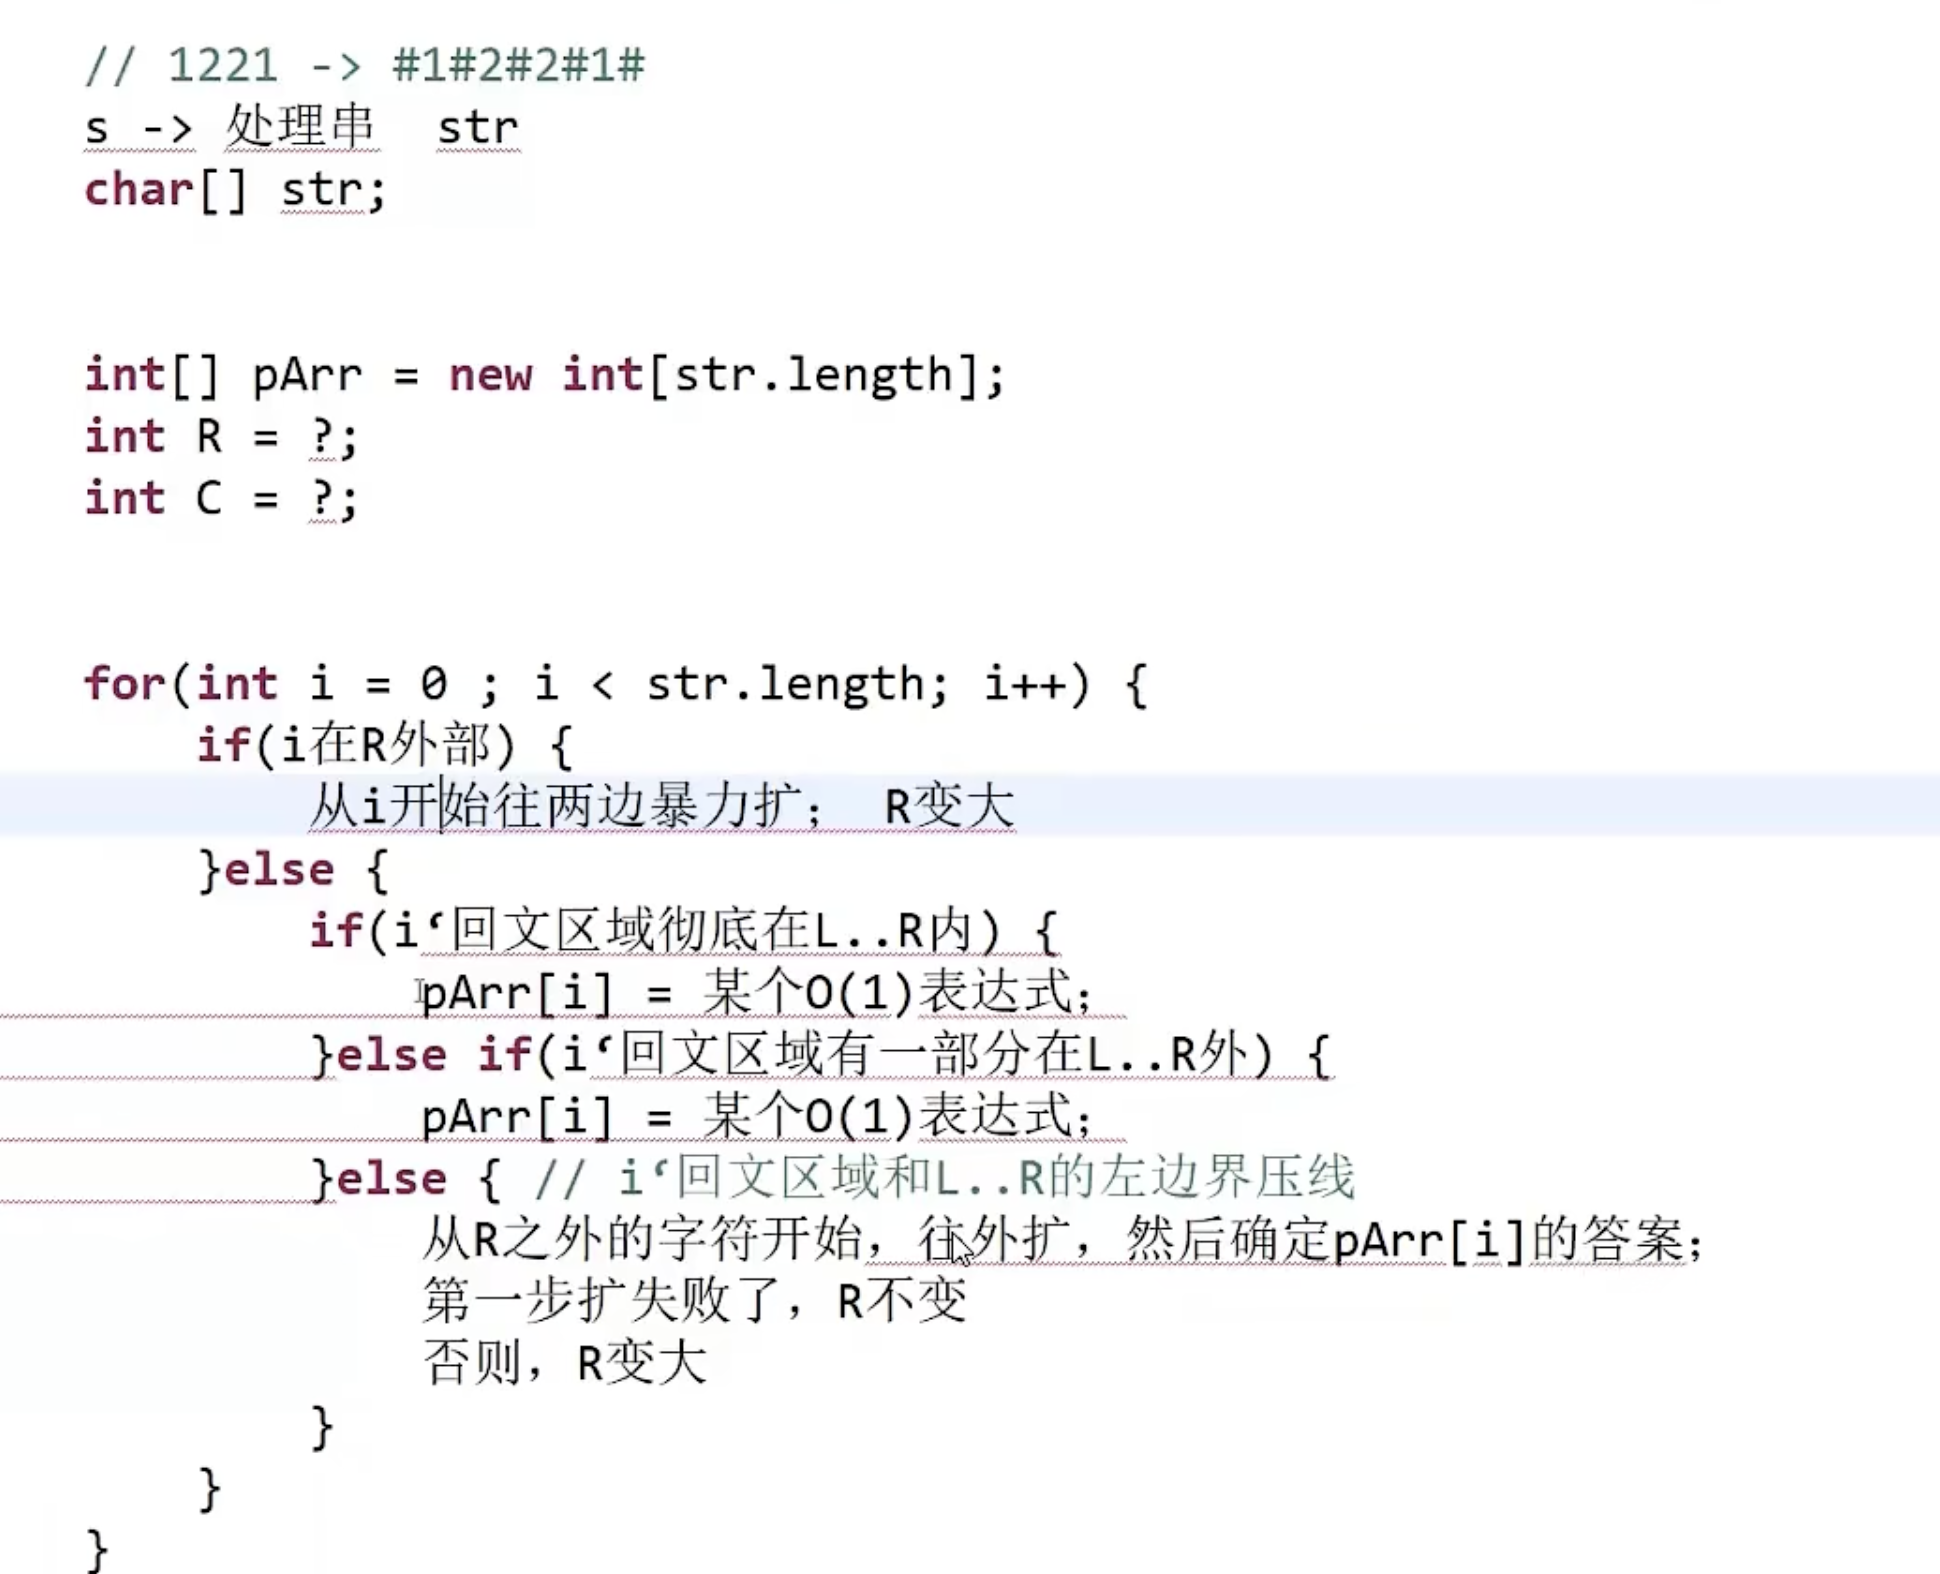 // 1221 -> #1#2#2#1#
s -> 处理串 str
char[] str;
int[] pArr = new int[str.length];
int R = ?;
int C = ?;
for(int i = 0 ; i < str.length; i++) {
if(i在R外部) {
从i开始往两边暴力扩； R变大
}else {
if(i‘回文区域彻底在L..R内) {
pArr[i] = 某个O(1)表达式；
}else if(i‘回文区域有一部分在L..R外) {
pArr[i] = 某个O(1)表达式；
}else { // i‘回文区域和L..R的左边界压线
从R之外的字符开始，往外扩，然后确定pArr[i]的答案；
第一步扩失败了，R不变
否则，R变大
}
}
}